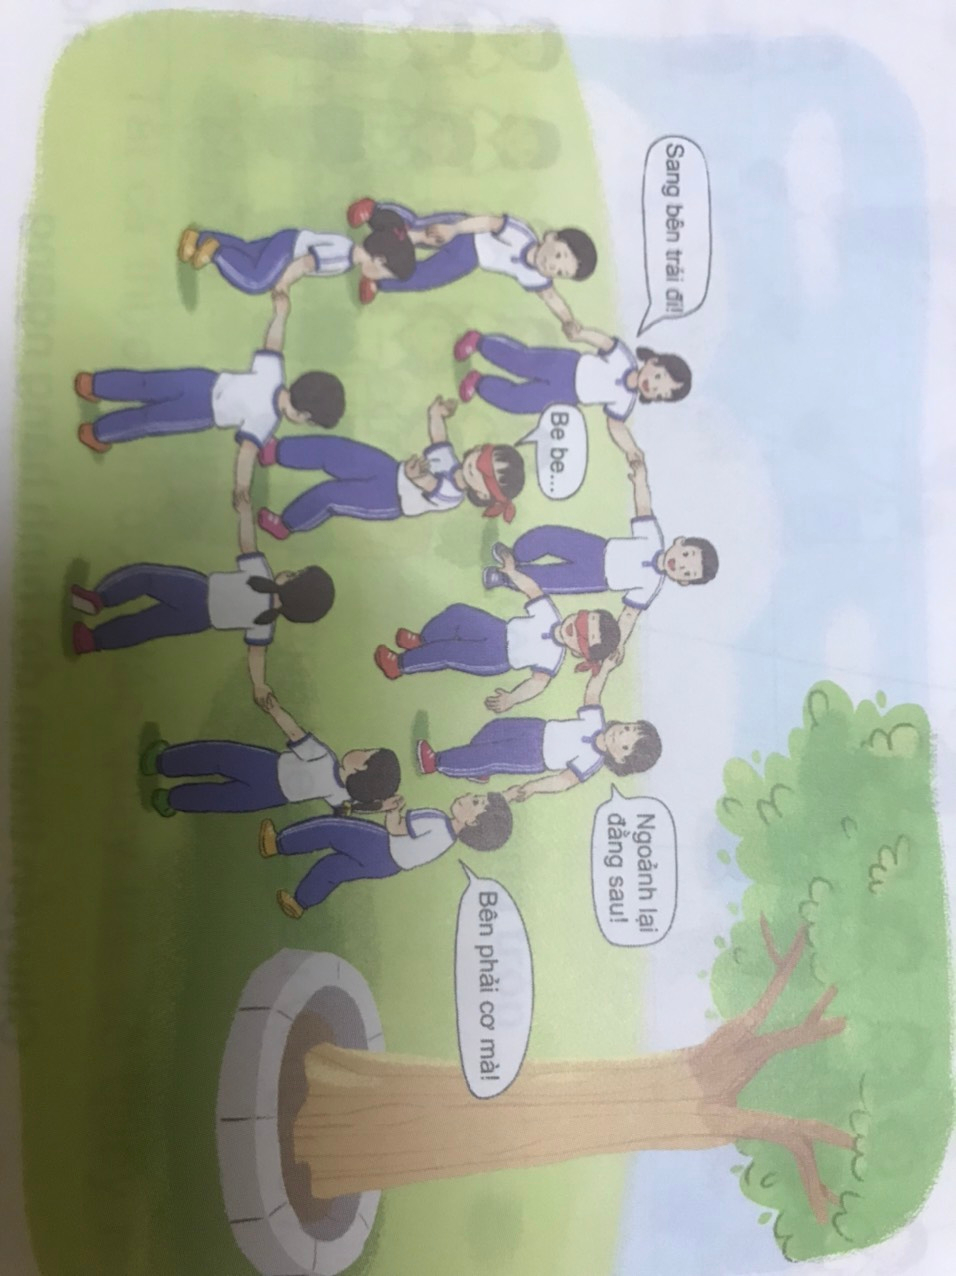 Sang bên trái đi!
Be be...
Ngoảnh lại
đằng sau!
Bên phải cơ mà!